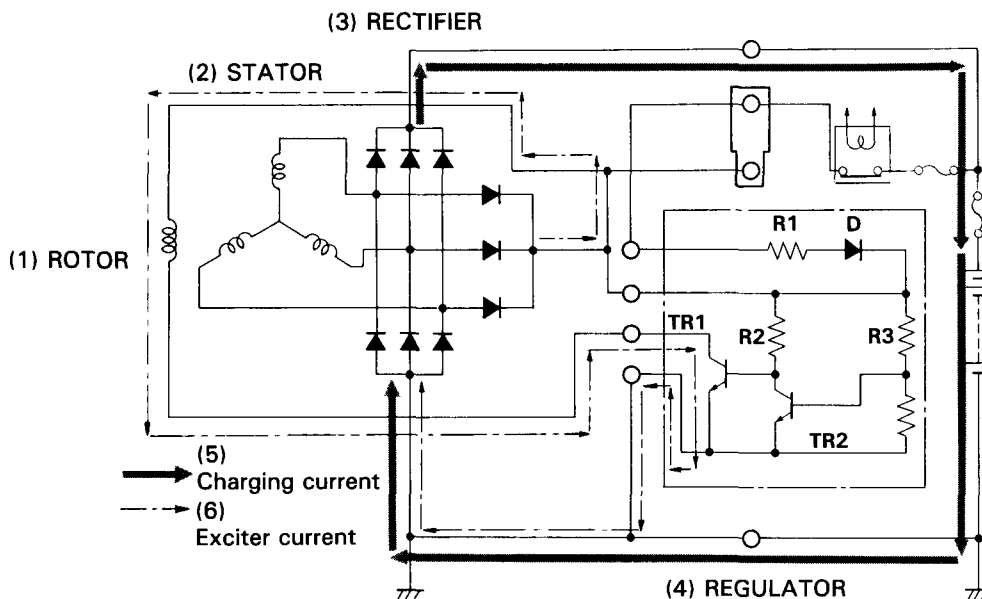 (3) RECTIFIER
(2) STATOR
(1) ROTOR
R1
D
TR1
R2
R3
TR2
(5)
Charging current
(6)
Exciter current
(4) REGULATOR